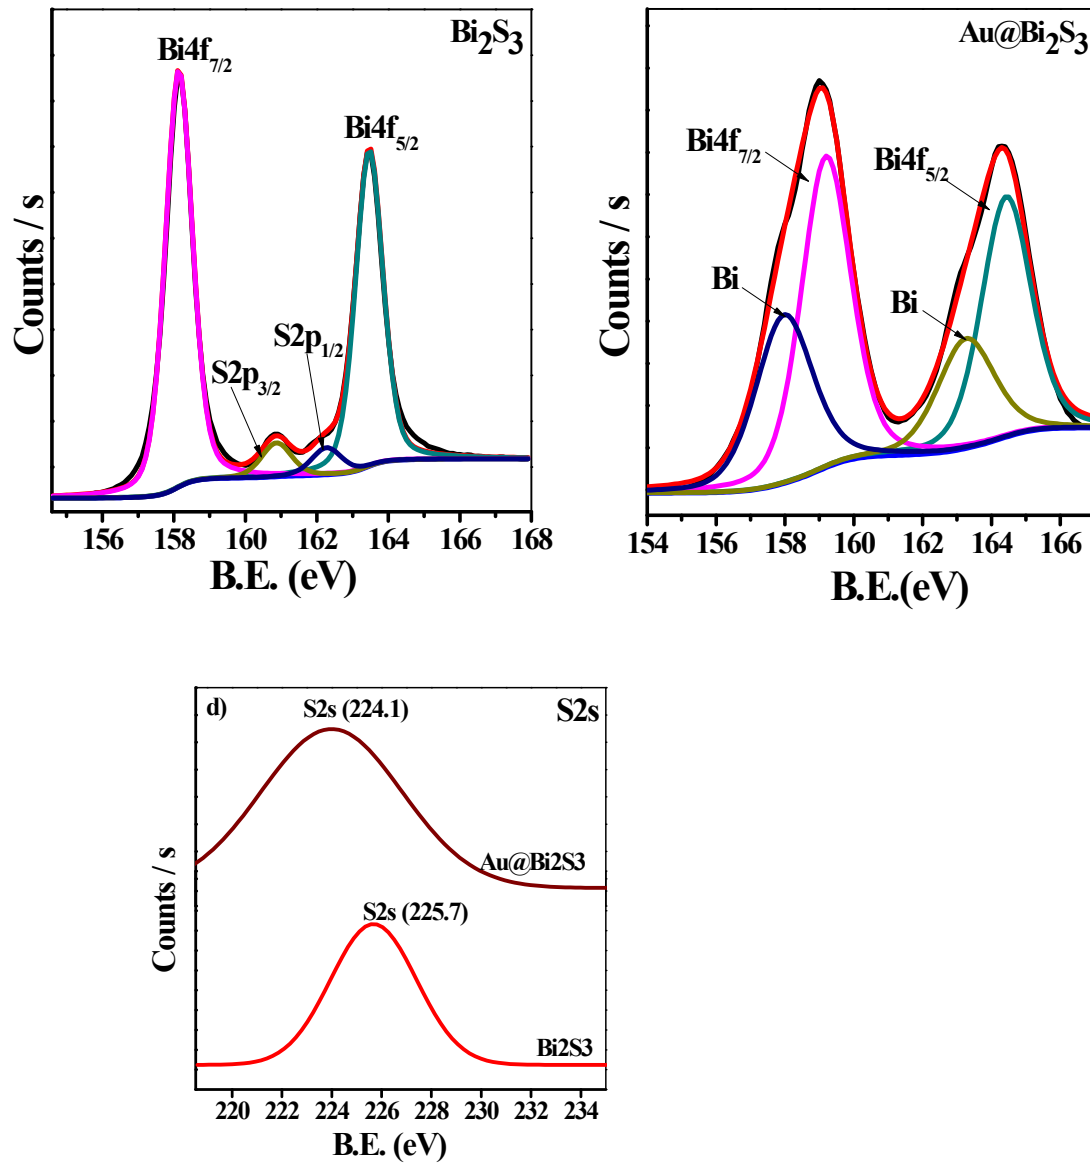 Bi₂S₃
Bi4f₇/₂
Bi4f₅/₂
S2p₁/₂
S2p₃/₂
Counts / s
156 158 160 162 164 166 168
B.E. (eV)
Au@Bi₂S₃
Bi4f₇/₂
Bi4f₅/₂
Bi
Bi
Counts / s
154 156 158 160 162 164 166
B.E.(eV)
d)
S2s
S2s (224.1)
Au@Bi2S3
S2s (225.7)
Bi2S3
Counts / s
220 222 224 226 228 230 232 234
B.E. (eV)